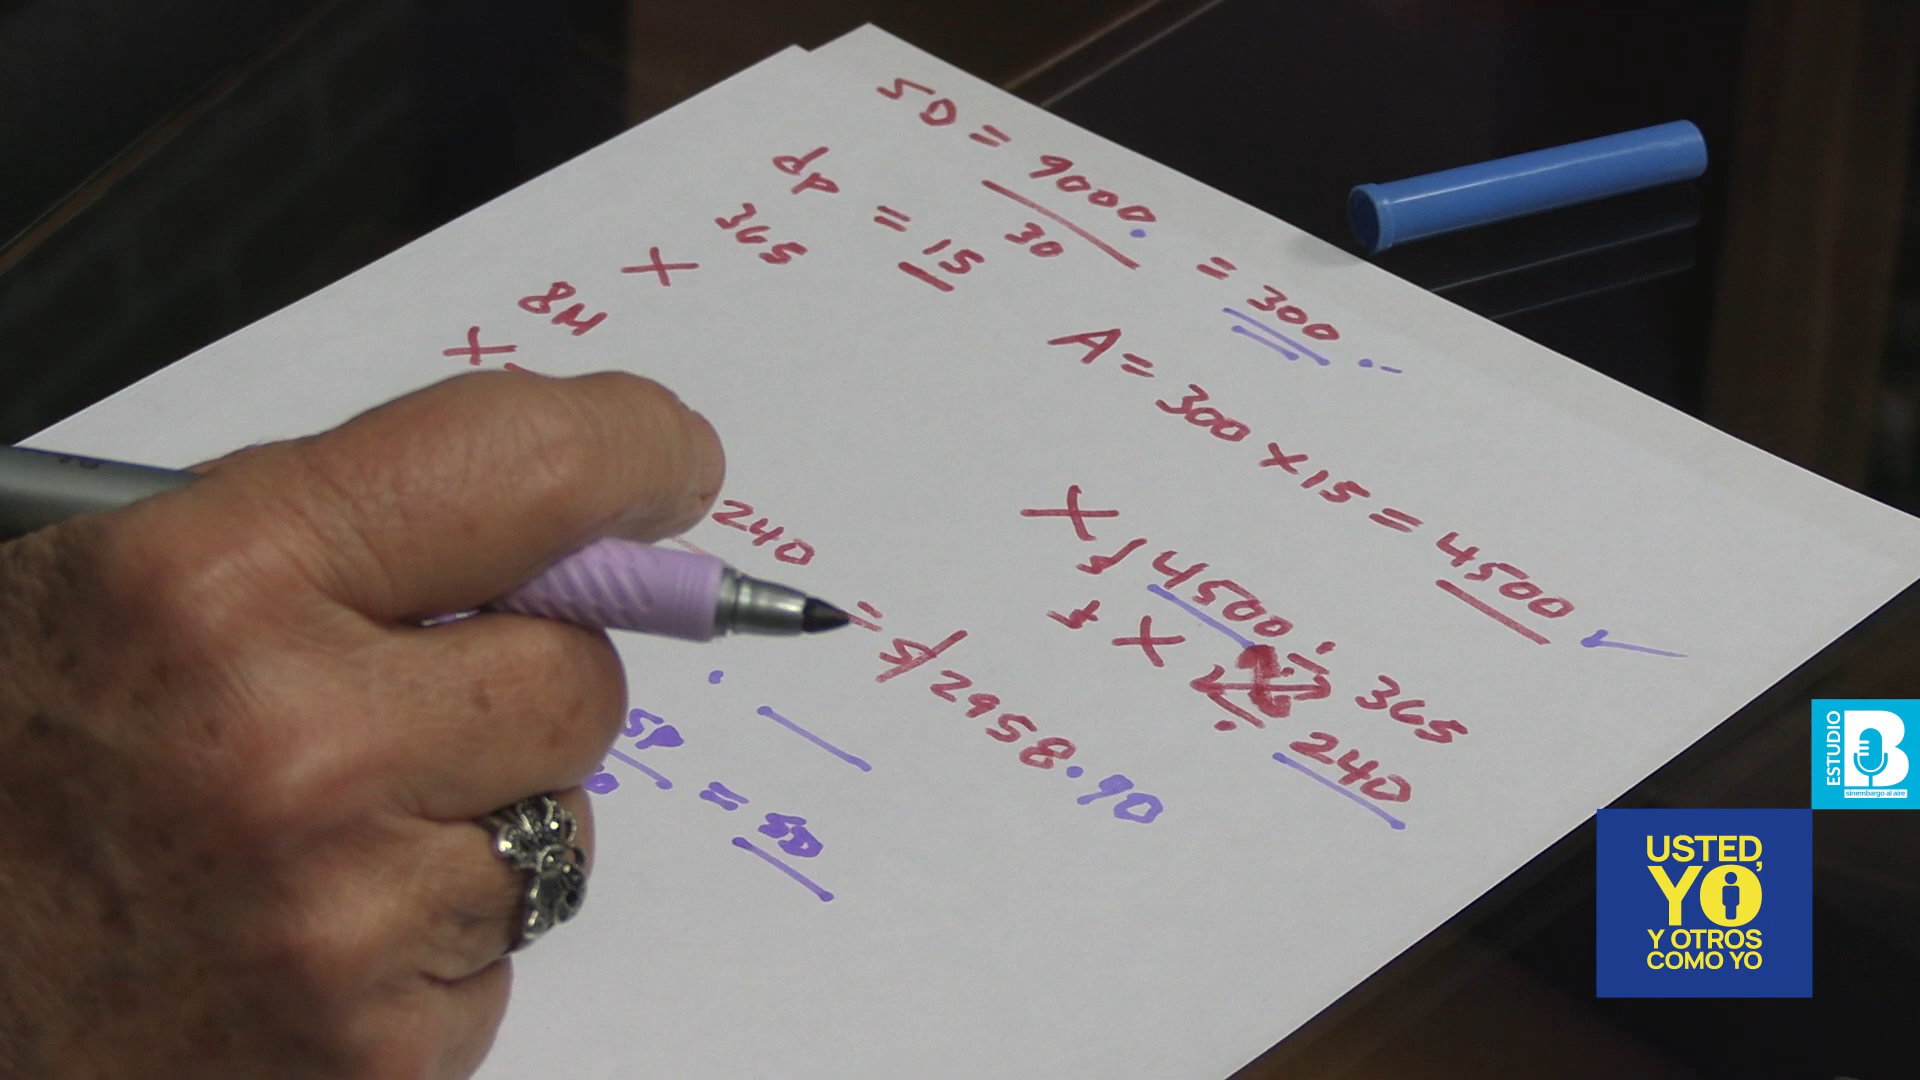 SD = 9000. / 30 = 300
dp = 15
X 365
8M
X
A = 300 X 15 = 4500
X $ 4500 ÷ 365
$ X 240
240
= $ 2958.90
= SD
ESTUDIO
B
sinembargo al aire
USTED,
YO
Y OTROS
COMO YO